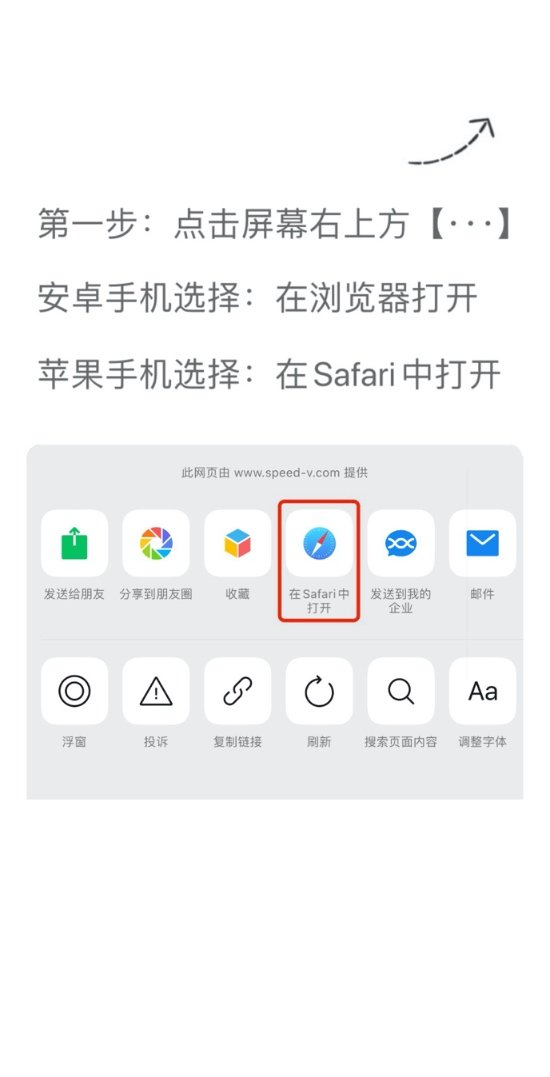 第一步：点击屏幕右上方【···】
安卓手机选择：在浏览器打开
苹果手机选择：在Safari中打开
此网页由 www.speed-v.com 提供
发送给朋友
分享到朋友圈
收藏
在Safari中
打开
发送到我的
企业
邮件
Aa
浮窗
投诉
复制链接
刷新
搜索页面内容
调整字体